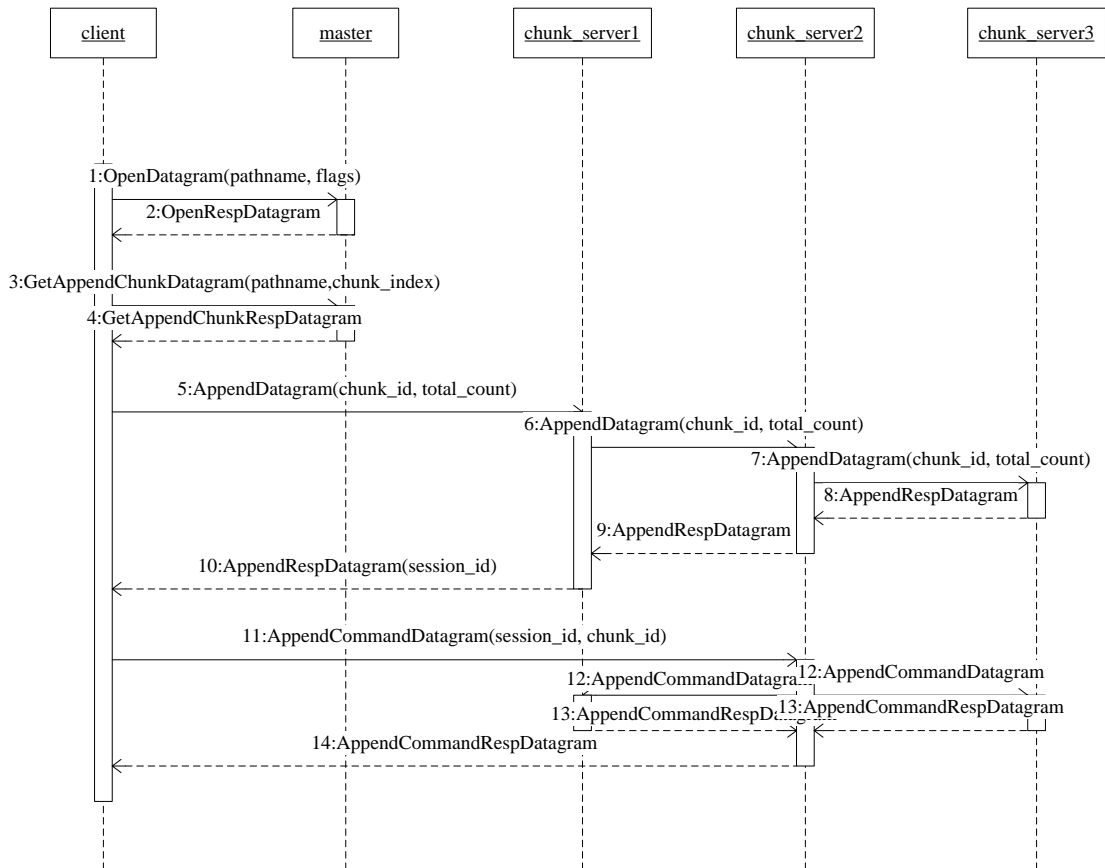 client
master
chunk_server1
chunk_server2
chunk_server3
1:OpenDatagram(pathname, flags)
2:OpenRespDatagram
3:GetAppendChunkDatagram(pathname,chunk_index)
4:GetAppendChunkRespDatagram
5:AppendDatagram(chunk_id, total_count)
6:AppendDatagram(chunk_id, total_count)
7:AppendDatagram(chunk_id, total_count)
8:AppendRespDatagram
9:AppendRespDatagram
10:AppendRespDatagram(session_id)
11:AppendCommandDatagram(session_id, chunk_id)
12:AppendCommandDatagram
12:AppendCommandDatagram
13:AppendCommandRespDatagram
13:AppendCommandRespDatagram
14:AppendCommandRespDatagram